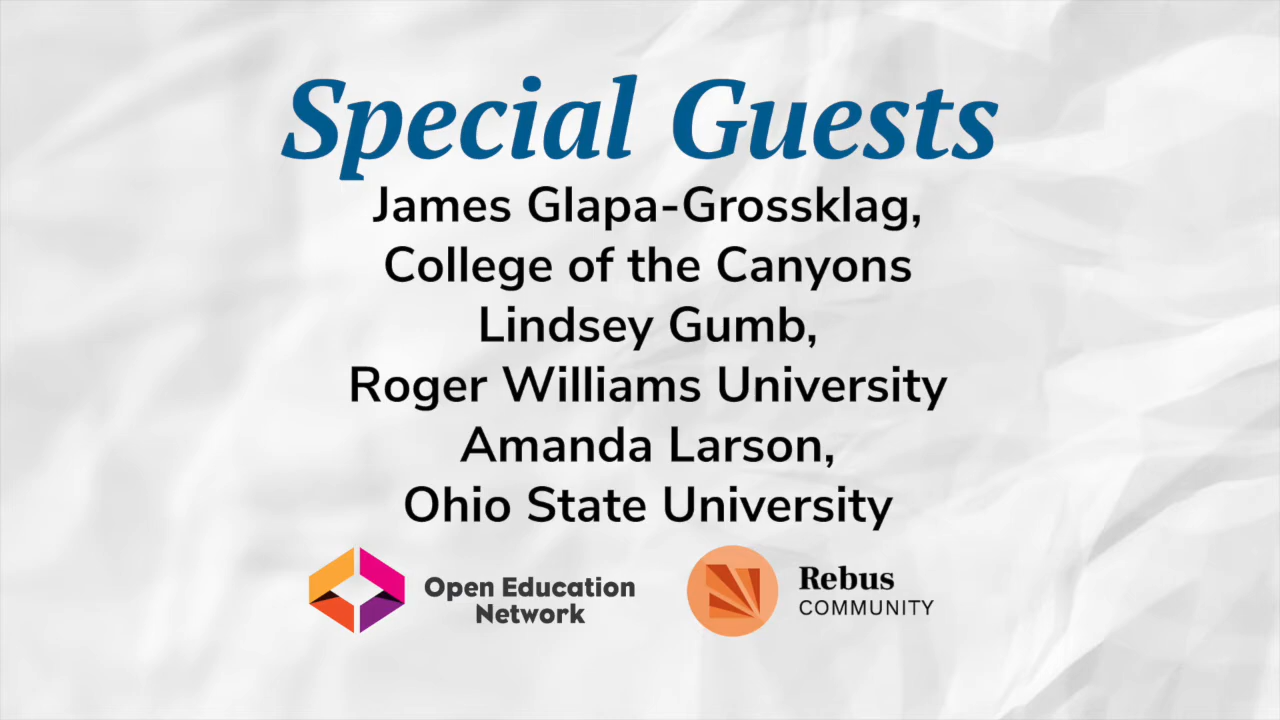 Special Guests
James Glapa-Grossklag,
College of the Canyons
Lindsey Gumb,
Roger Williams University
Amanda Larson,
Ohio State University
Open Education
Network
Rebus
COMMUNITY